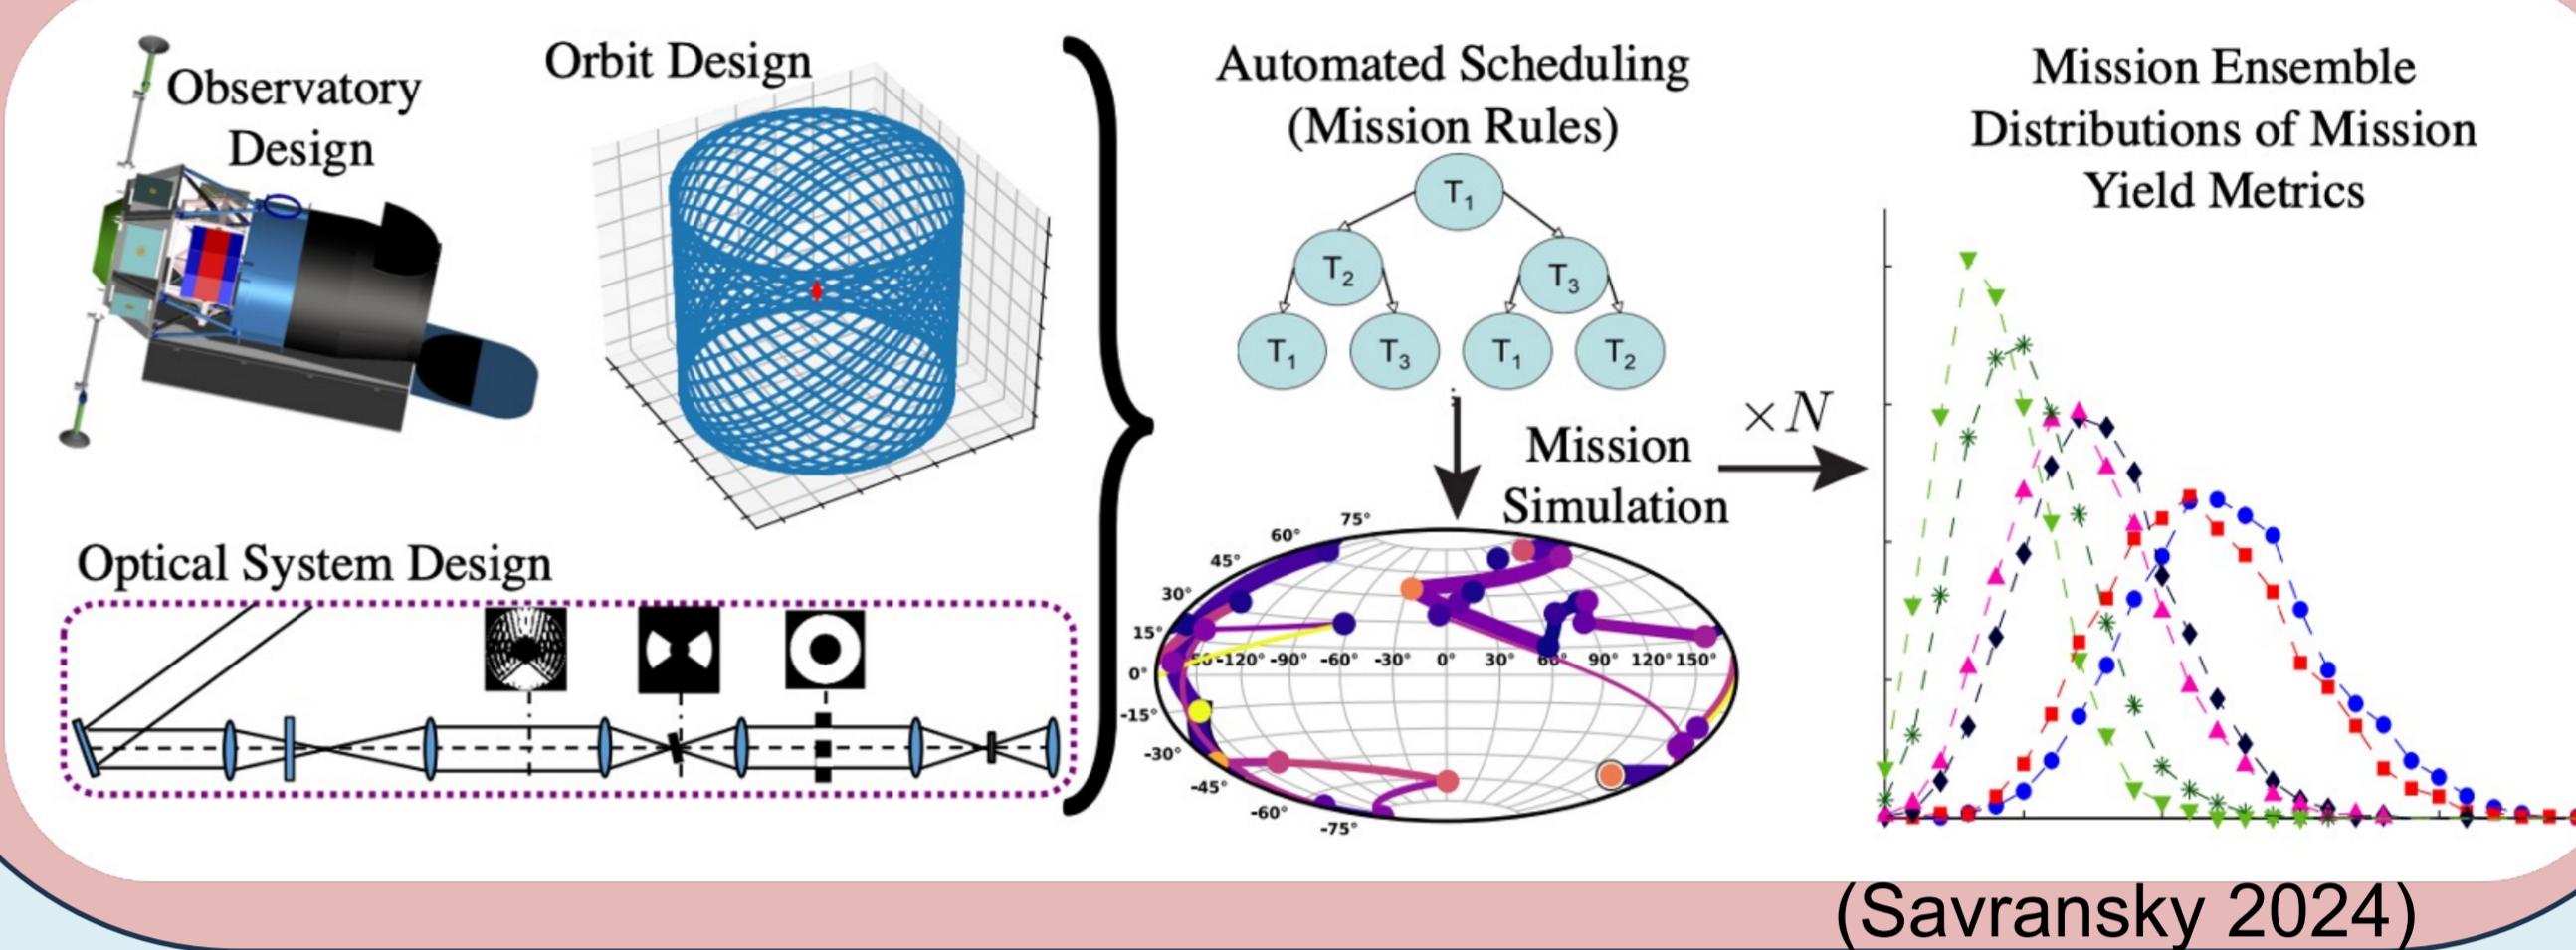 Observatory
Design
Orbit Design
Optical System Design
Automated Scheduling
(Mission Rules)
T1
T2
T3
T1
T3
T1
T2
Mission
Simulation
×N
75°
60°
45°
30°
15°
0°
-15°
-30°
-45°
-60°
-75°
-120° -90° -60° -30° 0° 30° 60° 90° 120° 150°
Mission Ensemble
Distributions of Mission
Yield Metrics
(Savransky 2024)